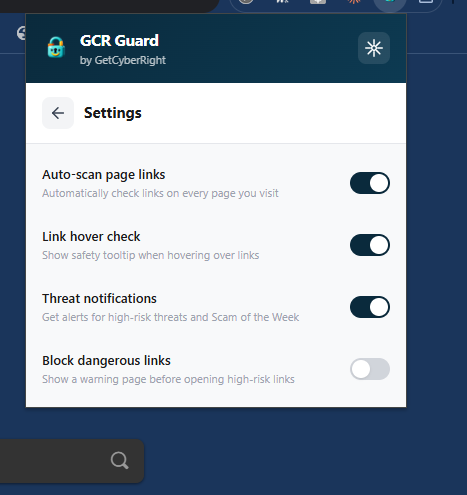 GCR Guard
by GetCyberRight
Settings
Auto-scan page links
Automatically check links on every page you visit
Link hover check
Show safety tooltip when hovering over links
Threat notifications
Get alerts for high-risk threats and Scam of the Week
Block dangerous links
Show a warning page before opening high-risk links